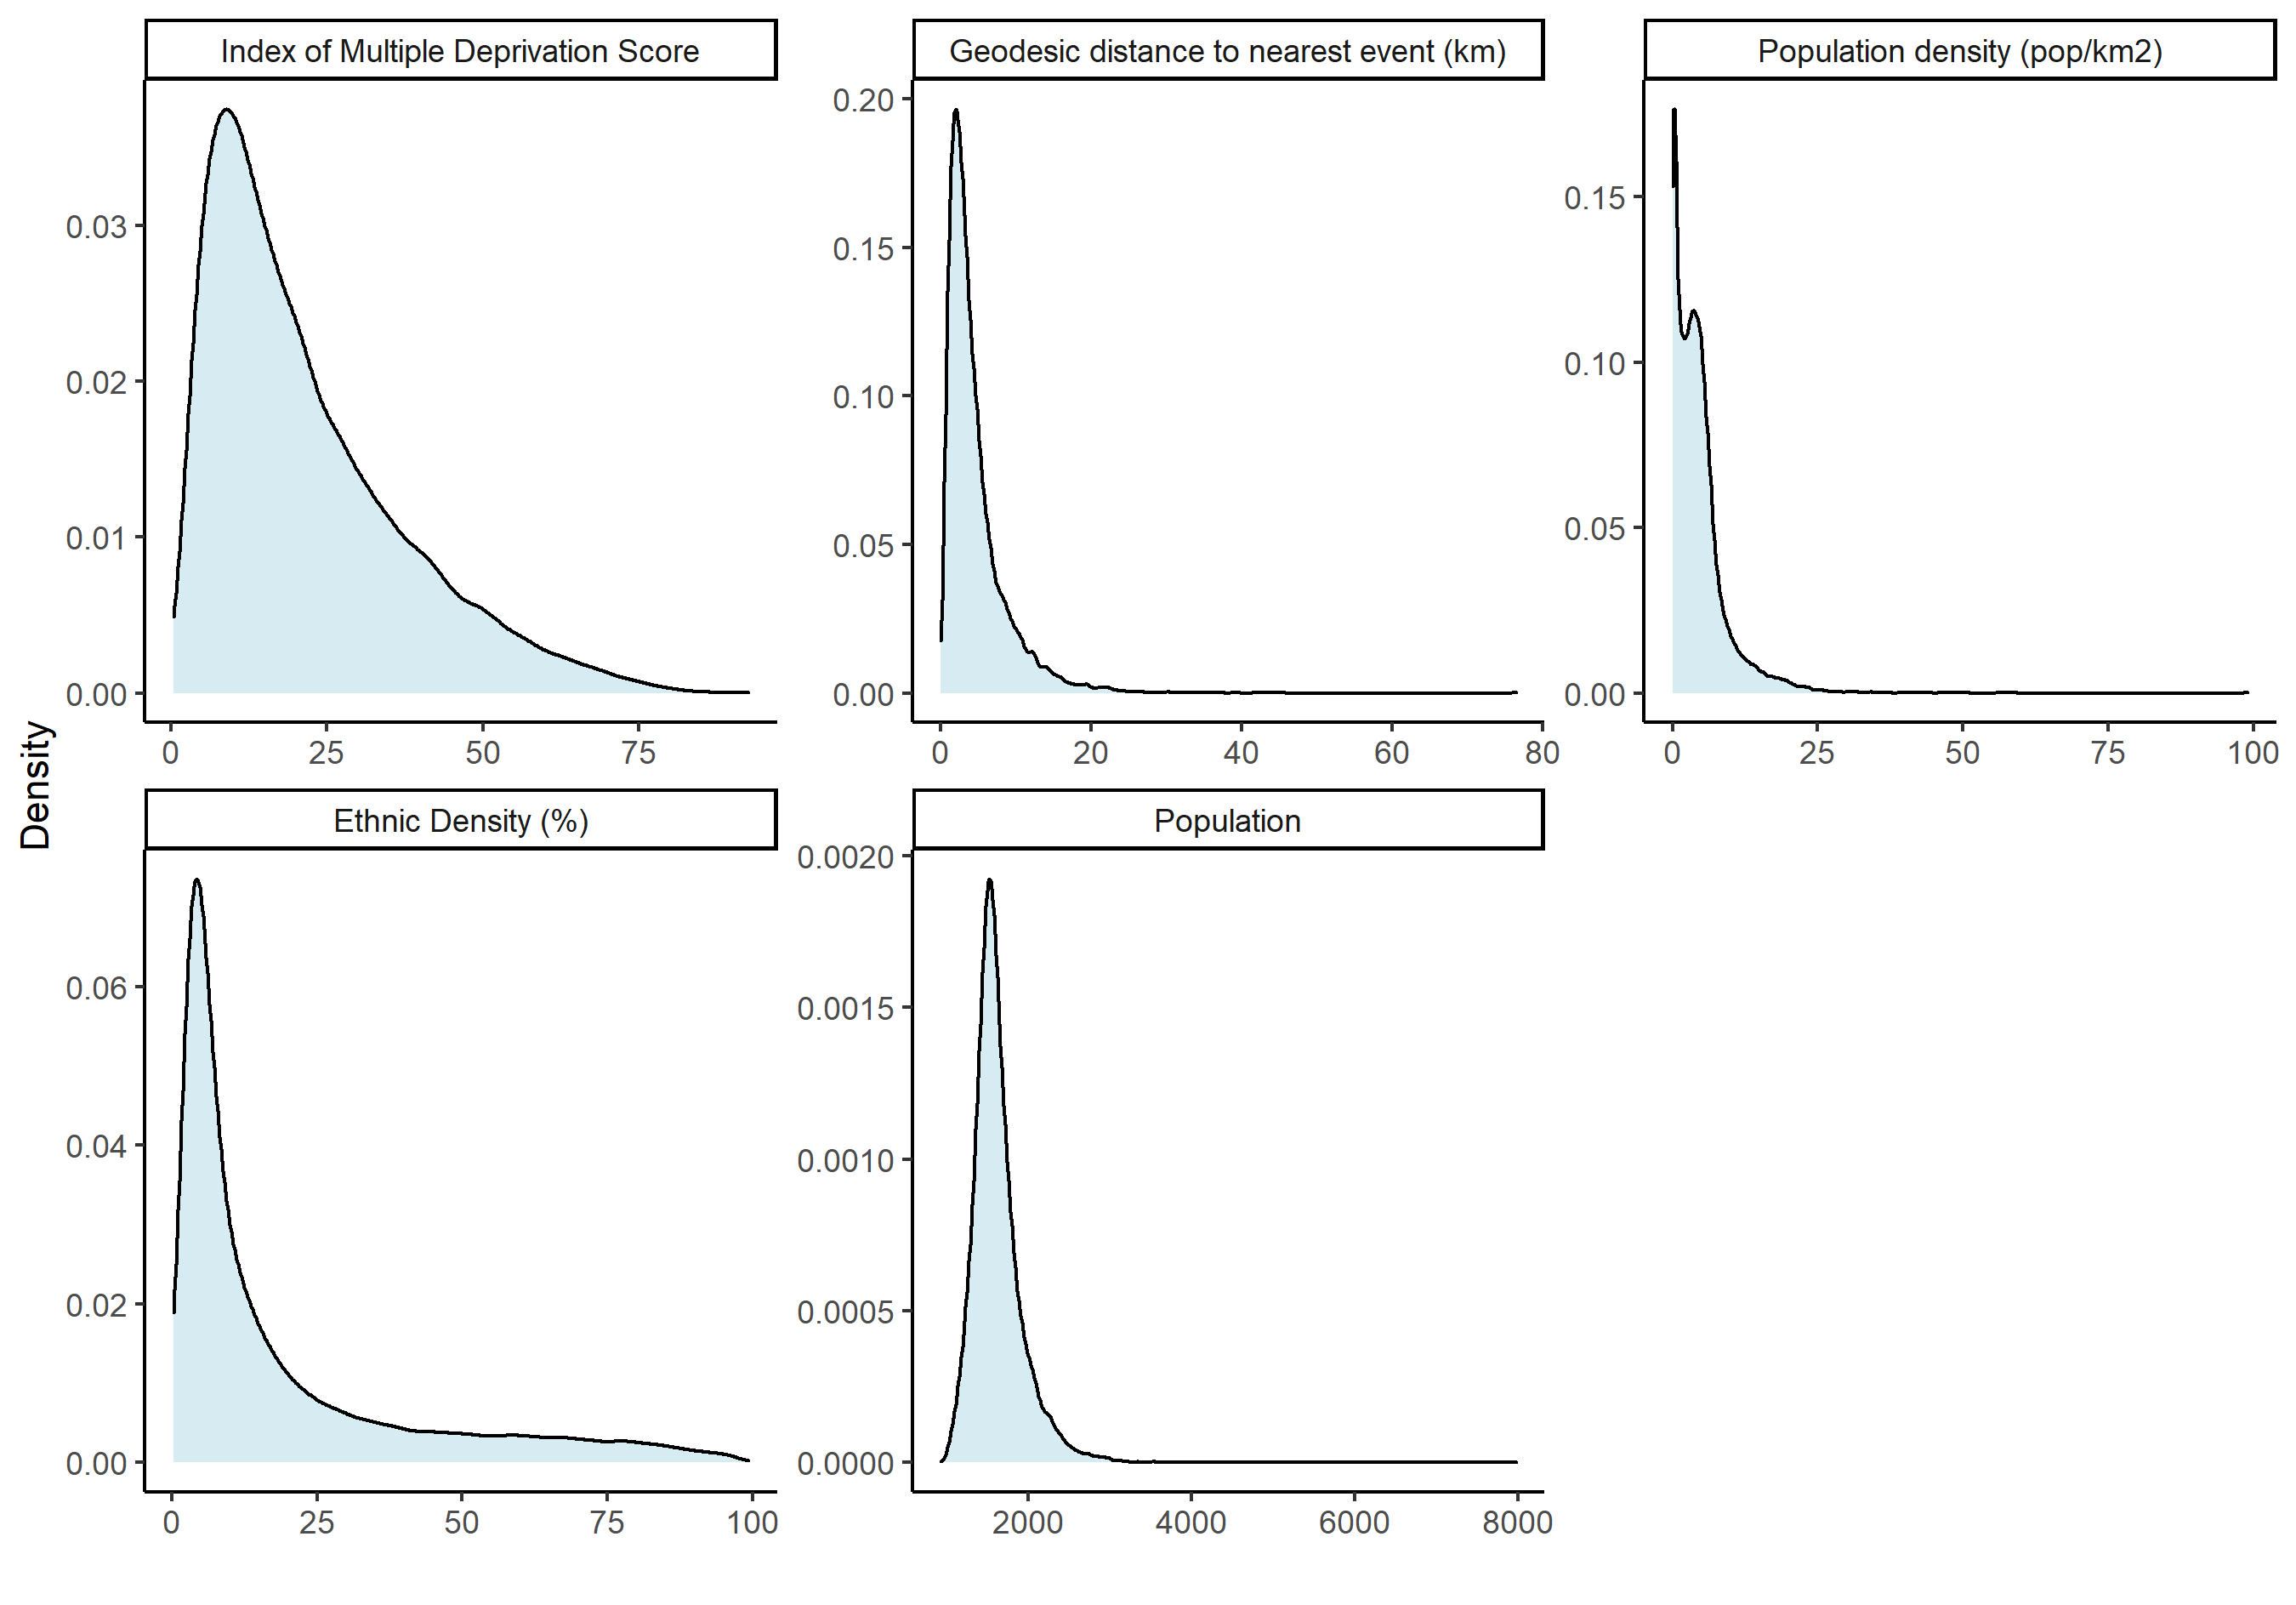 Index of Multiple Deprivation Score
Geodesic distance to nearest event (km)
Population density (pop/km2)
0.03
0.02
0.01
0.00
0 25 50 75
0.20
0.15
0.10
0.05
0.00
0 20 40 60 80
0.15
0.10
0.05
0.00
0 25 50 75 100
Density
Ethnic Density (%)
Population
0.06
0.04
0.02
0.00
0 25 50 75 100
0.0020
0.0015
0.0010
0.0005
0.0000
2000 4000 6000 8000